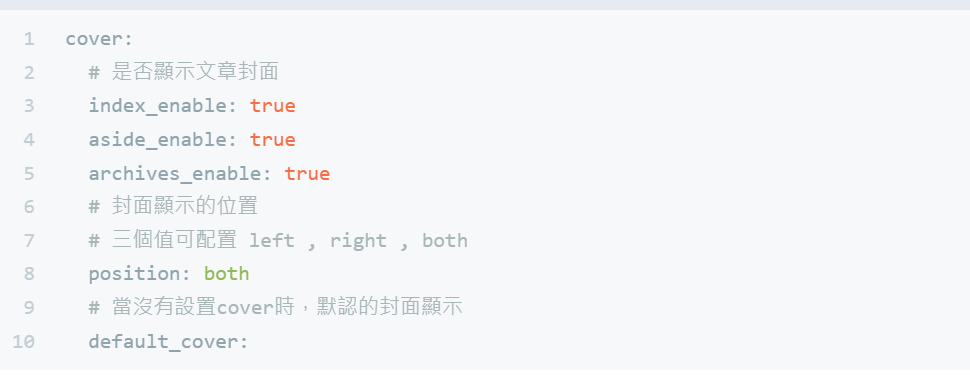 1 cover:
2 # 是否顯示文章封面
3 index_enable: true
4 aside_enable: true
5 archives_enable: true
6 # 封面顯示的位置
7 # 三個值可配置 left , right , both
8 position: both
9 # 當沒有設置cover時，默認的封面顯示
10 default_cover: